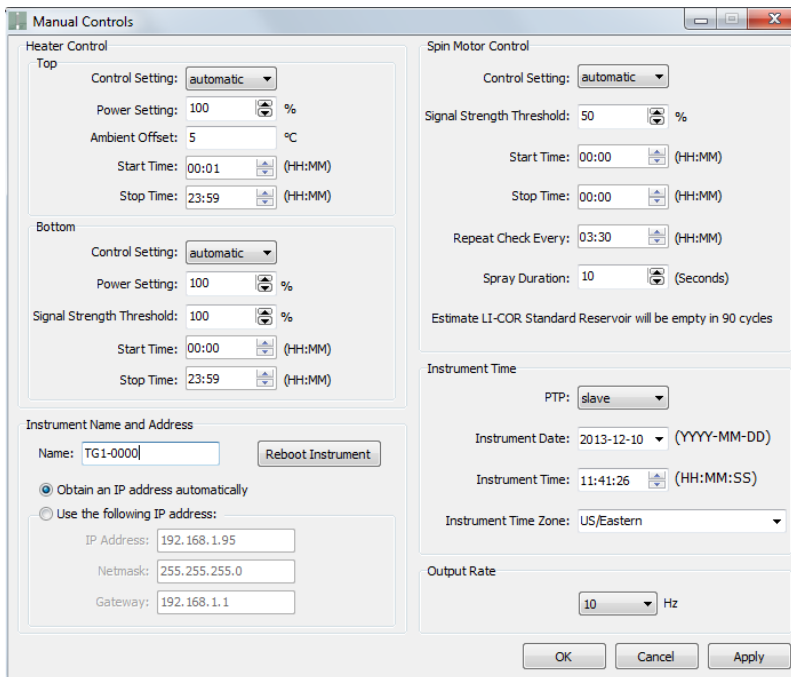 Manual Controls
Heater Control
Top
Control Setting: automatic
Power Setting: 100 %
Ambient Offset: 5 ºC
Start Time: 00:01 (HH:MM)
Stop Time: 23:59 (HH:MM)
Bottom
Control Setting: automatic
Power Setting: 100 %
Signal Strength Threshold: 100 %
Start Time: 00:00 (HH:MM)
Stop Time: 23:59 (HH:MM)
Instrument Name and Address
Name: TG1-0000 Reboot Instrument
Obtain an IP address automatically
Use the following IP address:
IP Address: 192.168.1.95
Netmask: 255.255.255.0
Gateway: 192.168.1.1
Spin Motor Control
Control Setting: automatic
Signal Strength Threshold: 50 %
Start Time: 00:00 (HH:MM)
Stop Time: 00:00 (HH:MM)
Repeat Check Every: 03:30 (HH:MM)
Spray Duration: 10 (Seconds)
Estimate LI-COR Standard Reservoir will be empty in 90 cycles
Instrument Time
PTP: slave
Instrument Date: 2013-12-10 (YYYY-MM-DD)
Instrument Time: 11:41:26 (HH:MM:SS)
Instrument Time Zone: US/Eastern
Output Rate
10 Hz
OK Cancel Apply